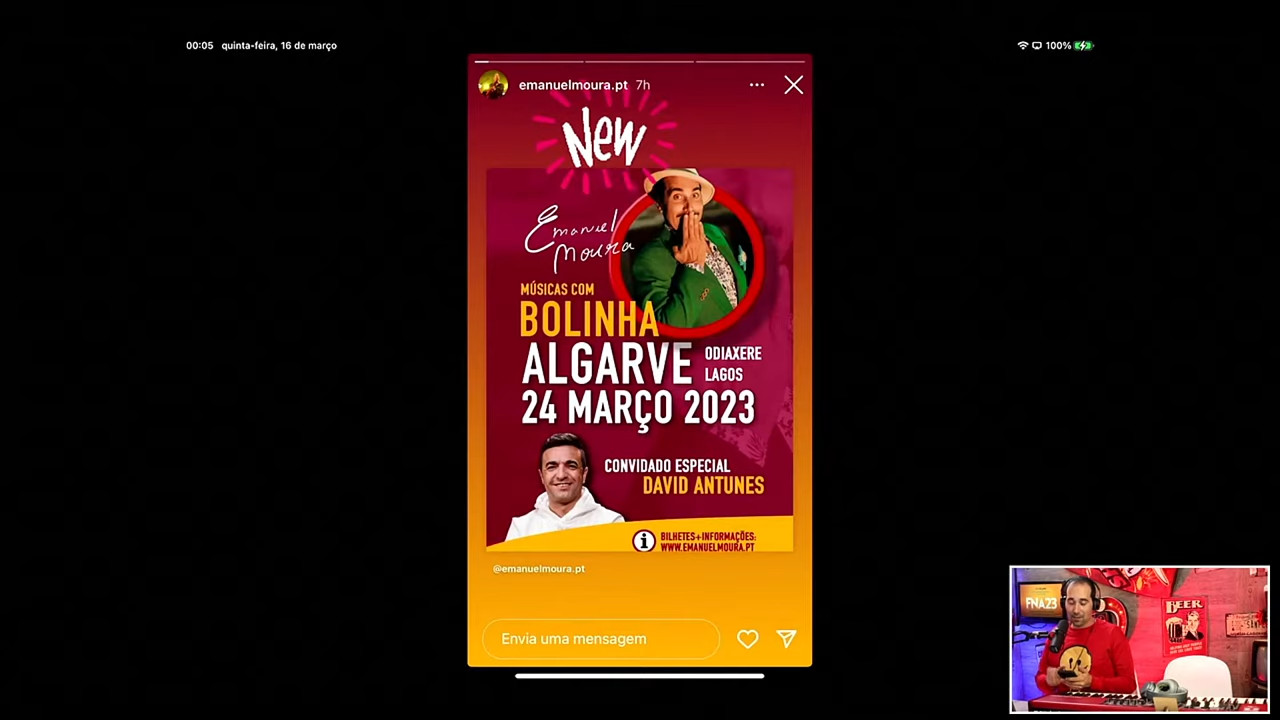 00:05 quinta-feira, 16 de março
100%
emanuelmoura.pt 7h
New
Emanuel
Moura
MÚSICAS COM
BOLINHA
ALGARVE
ODIAXERE
LAGOS
24 MARÇO 2023
CONVIDADO ESPECIAL
DAVID ANTUNES
i
BILHETES+INFORMAÇÕES:
WWW.EMANUELMOURA.PT
@emanuelmoura.pt
Envia uma mensagem
FNA23
BEER